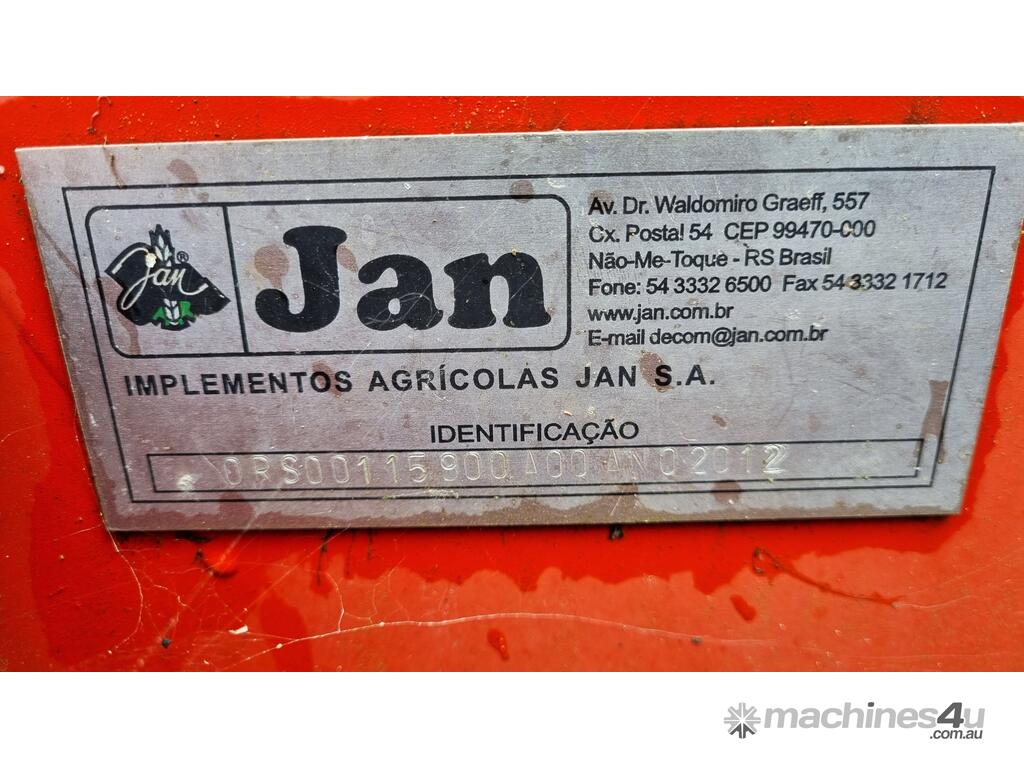 Jan®
Jan
Av. Dr. Waldomiro Graeff, 557
Cx. Postal 54 CEP 99470-000
Não-Me-Toque - RS Brasil
Fone: 54 3332 6500 Fax 54 3332 1712
www.jan.com.br
E-mail decom@jan.com.br
IMPLEMENTOS AGRÍCOLAS JAN S.A.
IDENTIFICAÇÃO
0RS00115900A00 ANO2012
machines4u
.com.au